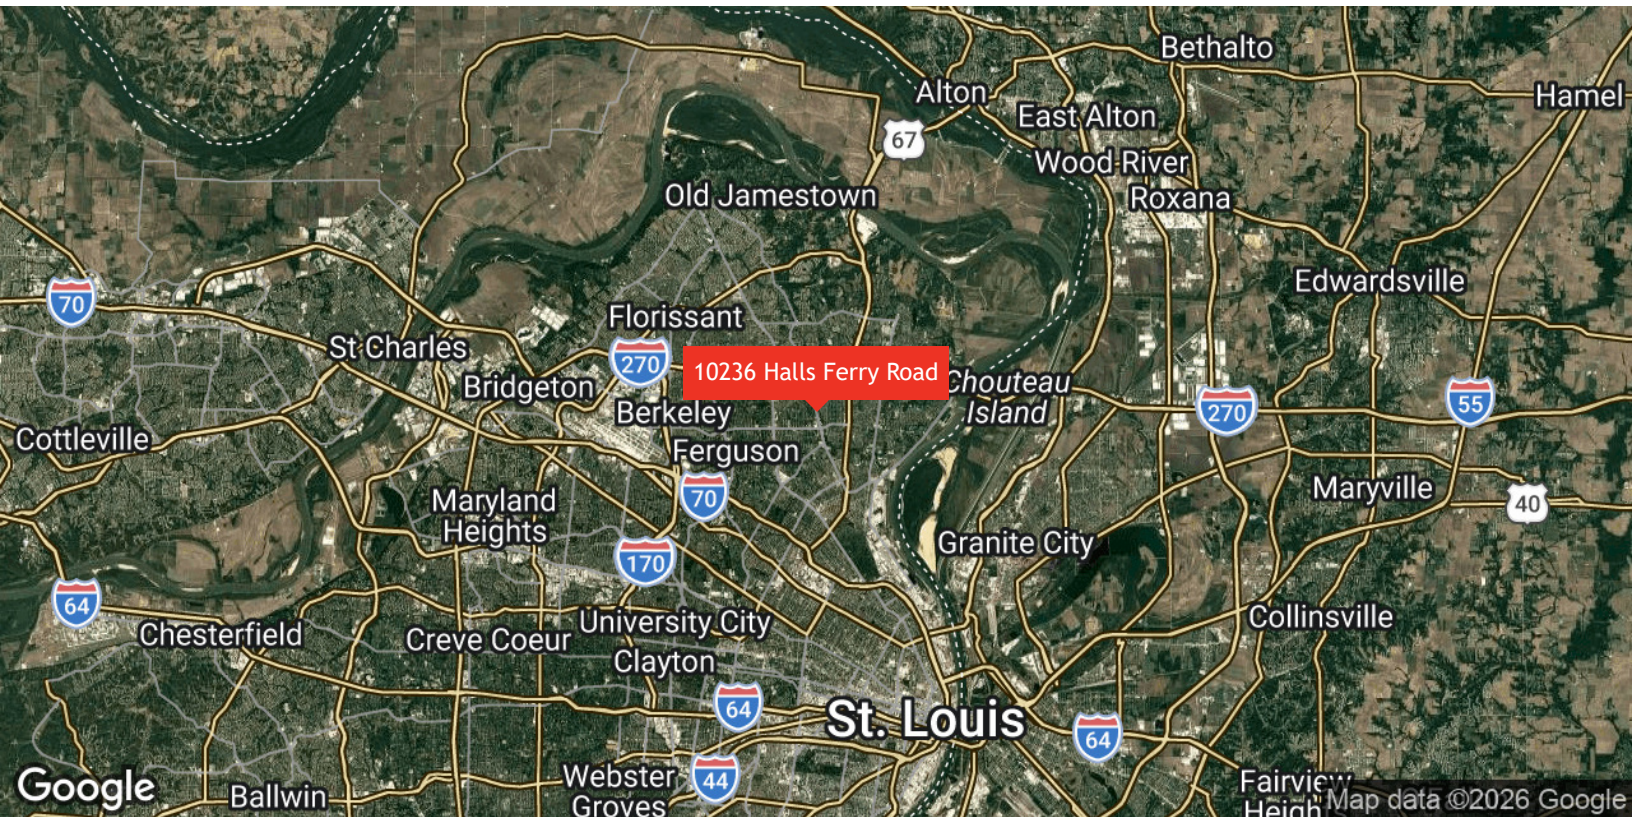 Bethalto
Alton
Hamel
East Alton
67
Wood River
Old Jamestown
Roxana
Edwardsville
70
Florissant
St Charles
270
10236 Halls Ferry Road
Bridgeton
Chouteau
Island
Berkeley
270
55
Cottleville
Ferguson
Maryland
Heights
70
Maryville
40
Granite City
170
64
Chesterfield
Creve Coeur
University City
Collinsville
Clayton
64
St. Louis
64
Webster
Groves
44
Google
Ballwin
Fairview
Heigh
Map data ©2026 Google